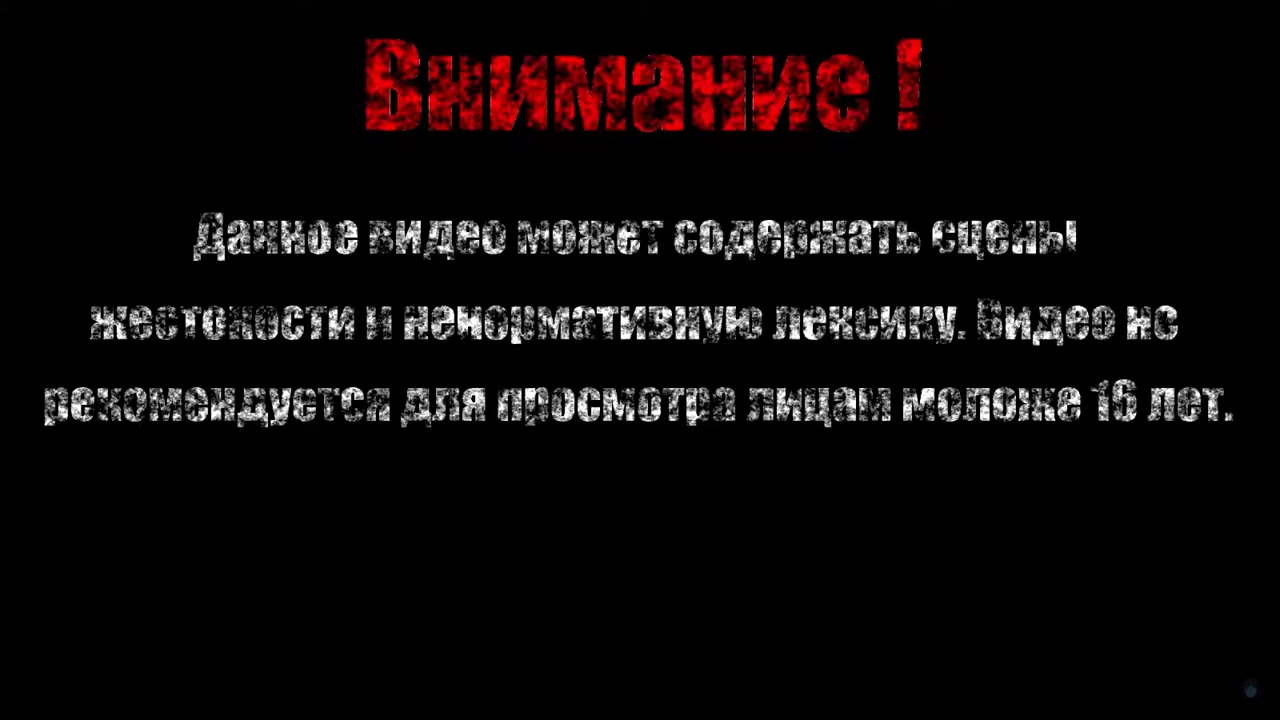 Внимание !
Данное видео может содержать сцены
жестокости и ненормативную лексику. Видео не
рекомендуется для просмотра лицам моложе 16 лет.